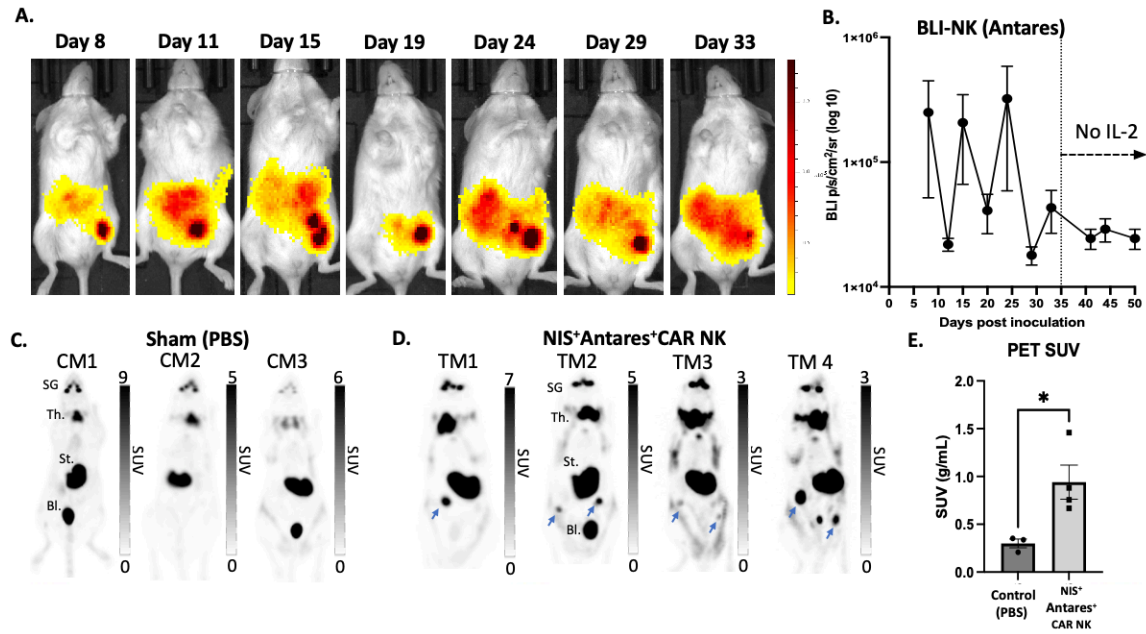 A.
Day 8 Day 11 Day 15 Day 19 Day 24 Day 29 Day 33
B.
BLI-NK (Antares)
BLI p/s/cm²/sr (log 10)
1×10⁶
1×10⁵
1×10⁴
No IL-2
0 5 10 15 20 25 30 35 40 45 50
Days post inoculation
C.
Sham (PBS)
CM1 CM2 CM3
SG
Th.
St.
Bl.
9
SUV
0
5
SUV
0
6
SUV
0
D.
NIS⁺Antares⁺CAR NK
TM1 TM2 TM3 TM 4
SG
Th.
St.
Bl.
7
SUV
0
5
SUV
0
3
SUV
0
3
SUV
0
E.
PET SUV
SUV (g/mL)
2.0
1.5
1.0
0.5
0.0
*
Control
(PBS)
NIS⁺
Antares⁺
CAR NK